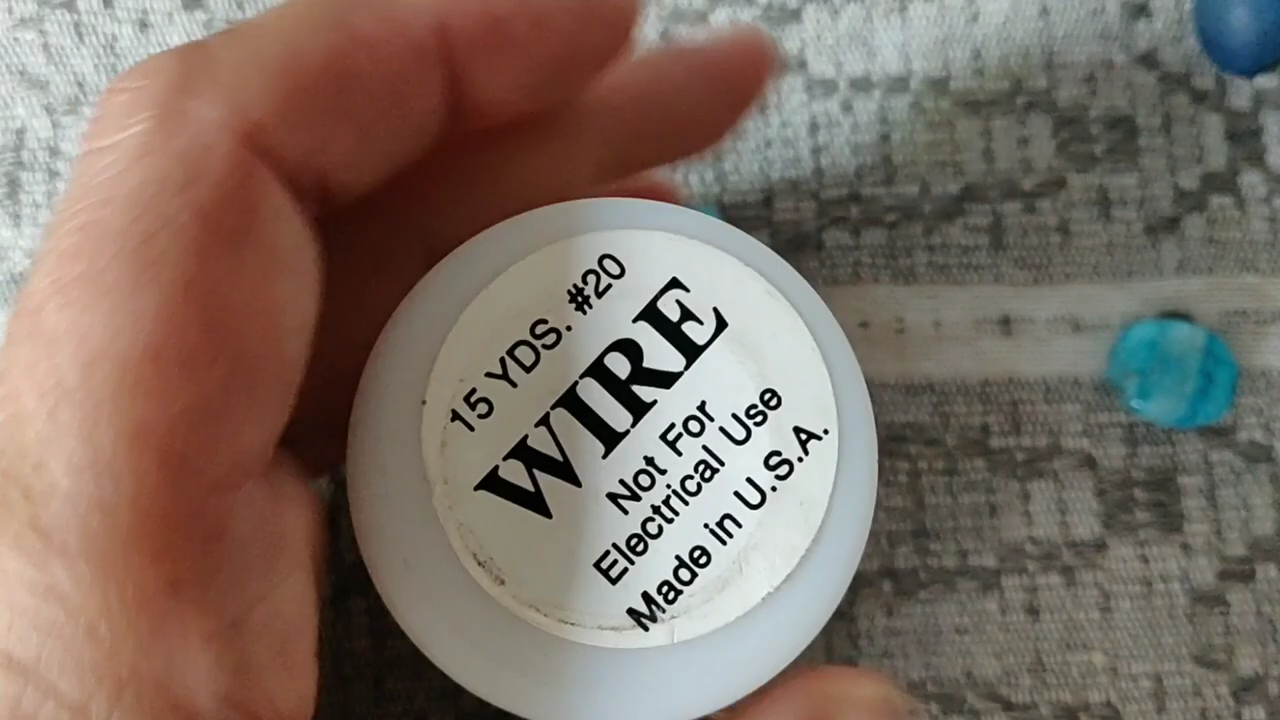 15 YDS. #20
WIRE
Not For
Electrical Use
Made in U.S.A.